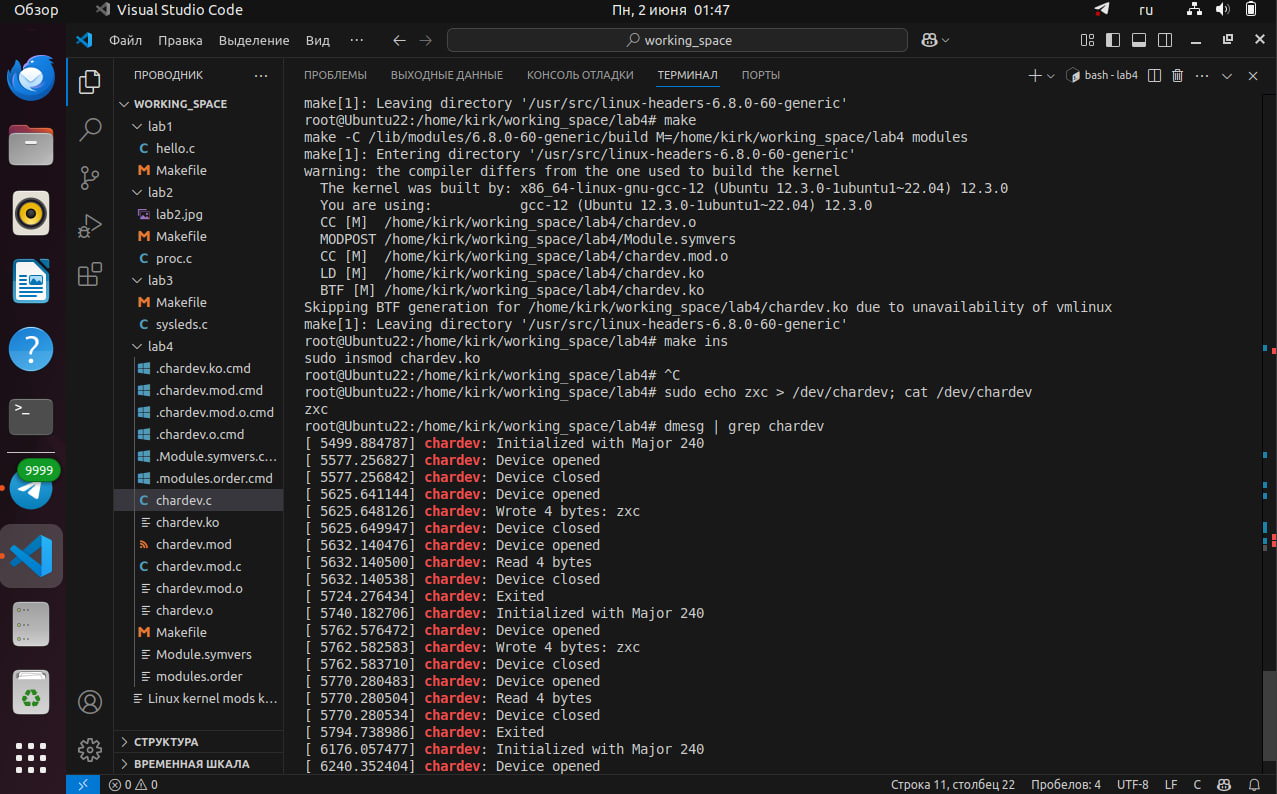 Обзор
Visual Studio Code
Пн, 2 июня 01:47
ru
Файл Правка Выделение Вид ···
working_space
ПРОВОДНИК ···
WORKING_SPACE
lab1
C hello.c
M Makefile
lab2
lab2.jpg
M Makefile
C proc.c
lab3
M Makefile
C sysleds.c
lab4
.chardev.ko.cmd
.chardev.mod.cmd
.chardev.mod.o.cmd
.chardev.o.cmd
.Module.symvers.c...
.modules.order.cmd
C chardev.c
chardev.ko
chardev.mod
C chardev.mod.c
chardev.mod.o
chardev.o
M Makefile
Module.symvers
modules.order
Linux kernel mods k...
СТРУКТУРА
ВРЕМЕННАЯ ШКАЛА
9999
ПРОБЛЕМЫ ВЫХОДНЫЕ ДАННЫЕ КОНСОЛЬ ОТЛАДКИ ТЕРМИНАЛ ПОРТЫ
bash - lab4
make[1]: Leaving directory '/usr/src/linux-headers-6.8.0-60-generic'
root@Ubuntu22:/home/kirk/working_space/lab4# make
make -C /lib/modules/6.8.0-60-generic/build M=/home/kirk/working_space/lab4 modules
make[1]: Entering directory '/usr/src/linux-headers-6.8.0-60-generic'
warning: the compiler differs from the one used to build the kernel
The kernel was built by: x86_64-linux-gnu-gcc-12 (Ubuntu 12.3.0-1ubuntu1~22.04) 12.3.0
You are using: gcc-12 (Ubuntu 12.3.0-1ubuntu1~22.04) 12.3.0
CC [M] /home/kirk/working_space/lab4/chardev.o
MODPOST /home/kirk/working_space/lab4/Module.symvers
CC [M] /home/kirk/working_space/lab4/chardev.mod.o
LD [M] /home/kirk/working_space/lab4/chardev.ko
BTF [M] /home/kirk/working_space/lab4/chardev.ko
Skipping BTF generation for /home/kirk/working_space/lab4/chardev.ko due to unavailability of vmlinux
make[1]: Leaving directory '/usr/src/linux-headers-6.8.0-60-generic'
root@Ubuntu22:/home/kirk/working_space/lab4# make ins
sudo insmod chardev.ko
root@Ubuntu22:/home/kirk/working_space/lab4# ^C
root@Ubuntu22:/home/kirk/working_space/lab4# sudo echo zxc > /dev/chardev; cat /dev/chardev
zxc
root@Ubuntu22:/home/kirk/working_space/lab4# dmesg | grep chardev
[ 5499.884787] chardev: Initialized with Major 240
[ 5577.256827] chardev: Device opened
[ 5577.256842] chardev: Device closed
[ 5625.641144] chardev: Device opened
[ 5625.648126] chardev: Wrote 4 bytes: zxc
[ 5625.649947] chardev: Device closed
[ 5632.140476] chardev: Device opened
[ 5632.140500] chardev: Read 4 bytes
[ 5632.140538] chardev: Device closed
[ 5724.276434] chardev: Exited
[ 5740.182706] chardev: Initialized with Major 240
[ 5762.576472] chardev: Device opened
[ 5762.582583] chardev: Wrote 4 bytes: zxc
[ 5762.583710] chardev: Device closed
[ 5770.280483] chardev: Device opened
[ 5770.280504] chardev: Read 4 bytes
[ 5770.280534] chardev: Device closed
[ 5794.738986] chardev: Exited
[ 6176.057477] chardev: Initialized with Major 240
[ 6240.352404] chardev: Device opened
0 0
Строка 11, столбец 22 Пробелов: 4 UTF-8 LF C